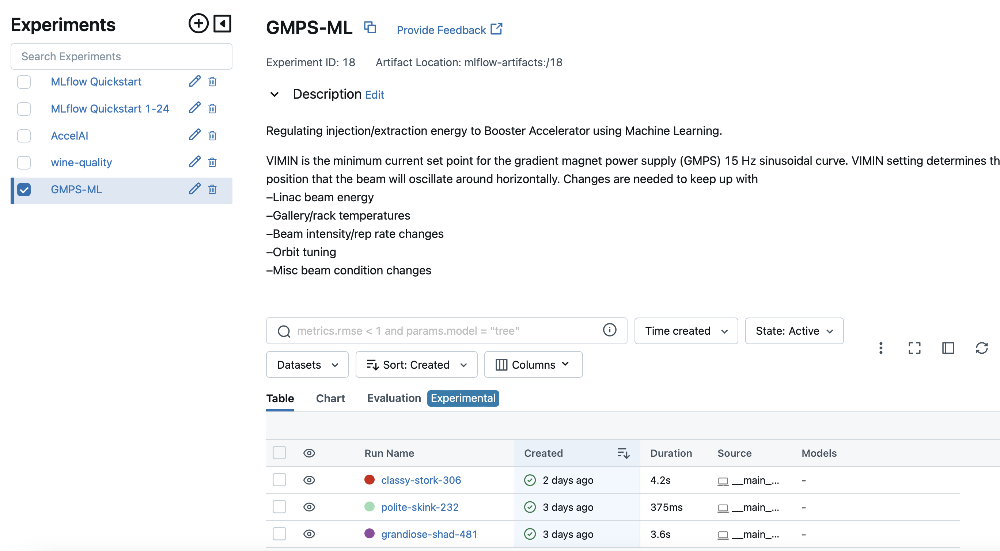 Experiments
Search Experiments
MLflow Quickstart
MLflow Quickstart 1-24
AccelAI
wine-quality
GMPS-ML
GMPS-ML Provide Feedback
Experiment ID: 18 Artifact Location: mlflow-artifacts:/18
Description Edit
Regulating injection/extraction energy to Booster Accelerator using Machine Learning.
VIMIN is the minimum current set point for the gradient magnet power supply (GMPS) 15 Hz sinusoidal curve. VIMIN setting determines
position that the beam will oscillate around horizontally. Changes are needed to keep up with
–Linac beam energy
–Gallery/rack temperatures
–Beam intensity/rep rate changes
–Orbit tuning
–Misc beam condition changes
metrics.rmse < 1 and params.model = "tree" Time created State: Active
Datasets Sort: Created Columns
Table Chart Evaluation Experimental
Run Name Created Duration Source Models
classy-stork-306 2 days ago 4.2s __main_... -
polite-skink-232 3 days ago 375ms __main_... -
grandiose-shad-481 3 days ago 3.6s __main_... -